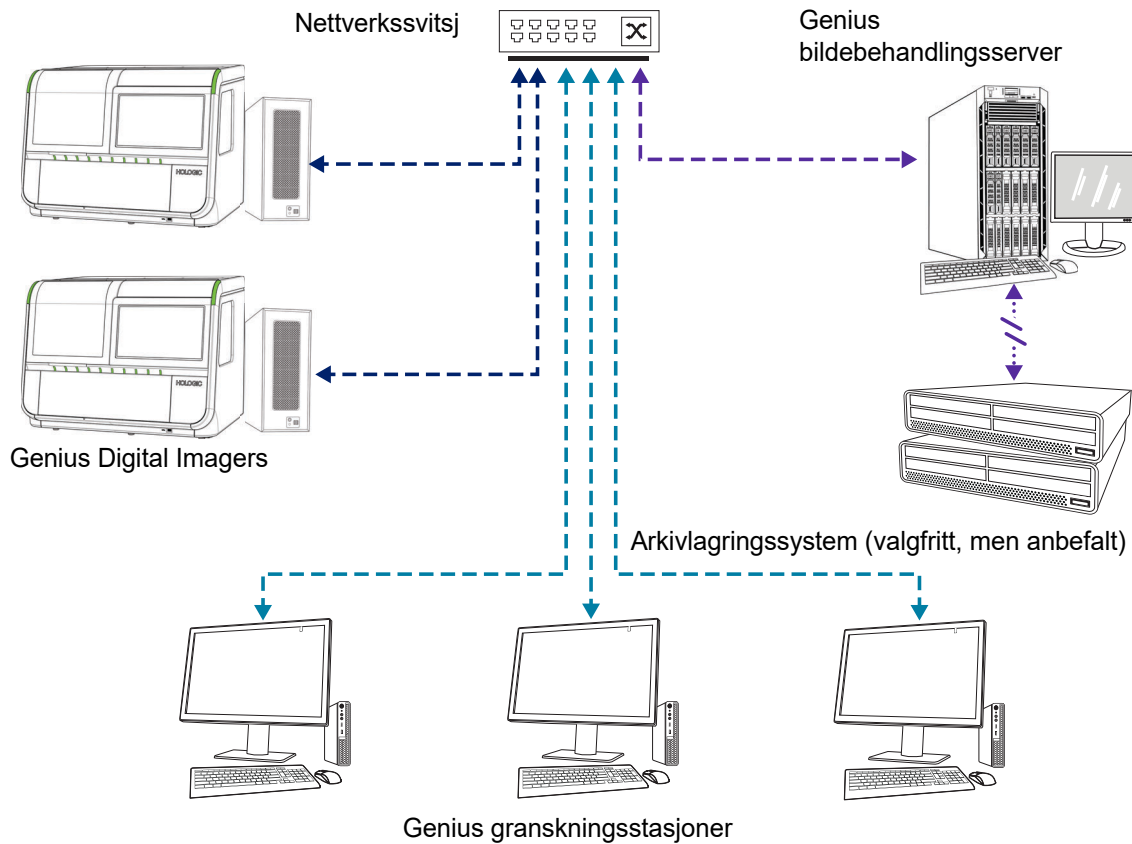 Nettverkssvitsj
Genius
bildebehandlingsserver
HOLOGIC
HOLOGIC
Genius Digital Imagers
Arkivlagringssystem (valgfritt, men anbefalt)
Genius granskningsstasjoner